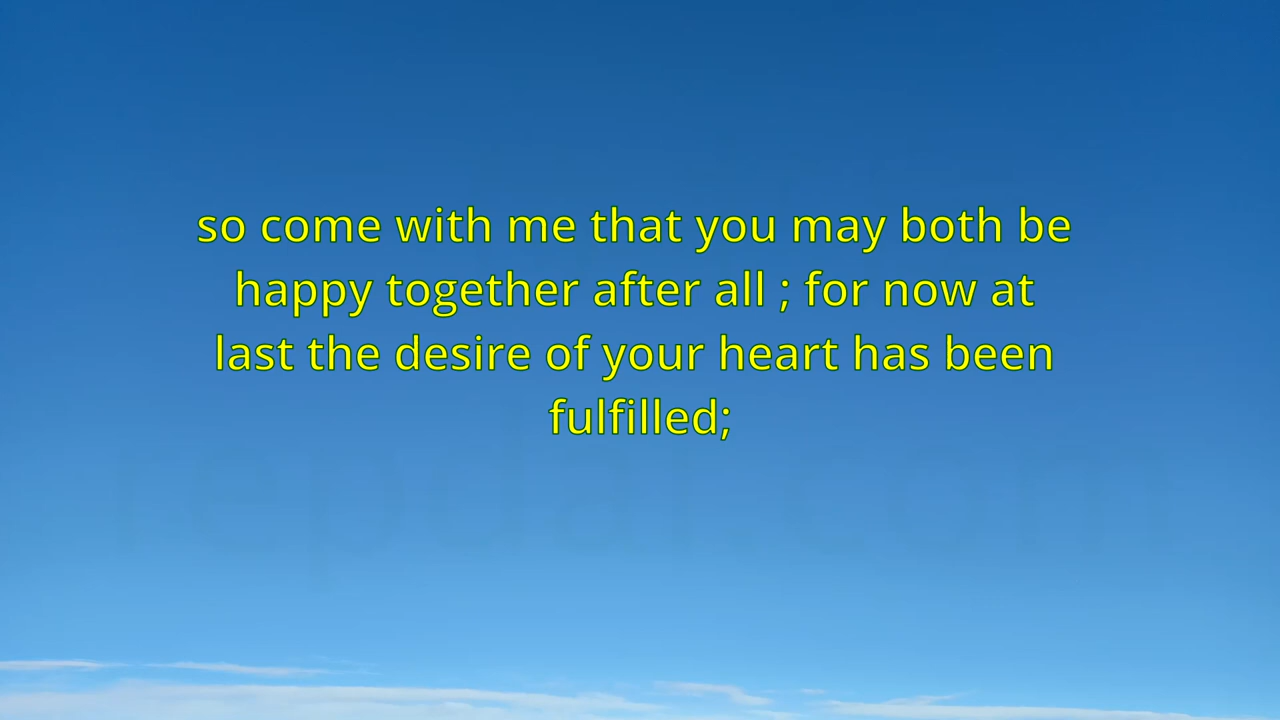 so come with me that you may both be
happy together after all ; for now at
last the desire of your heart has been
fulfilled;